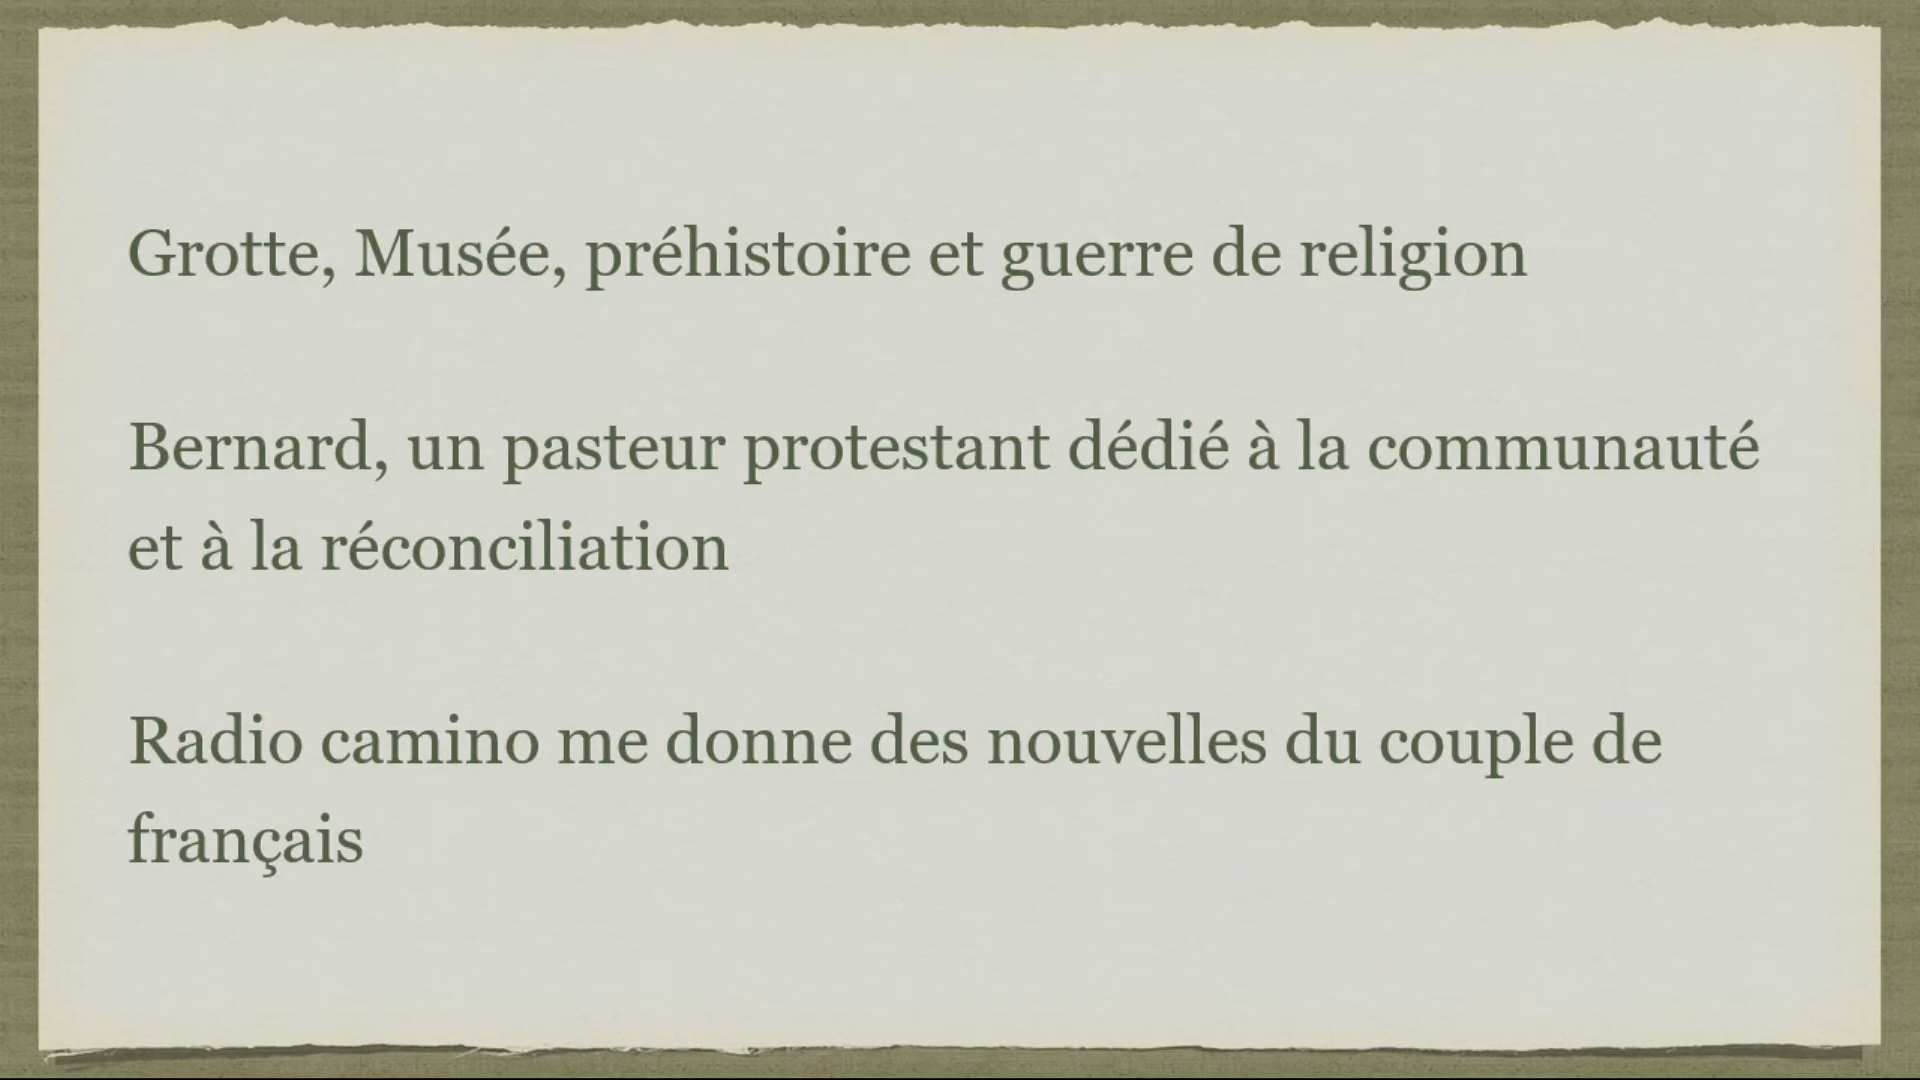 Grotte, Musée, préhistoire et guerre de religion
Bernard, un pasteur protestant dédié à la communauté
et à la réconciliation
Radio camino me donne des nouvelles du couple de
français